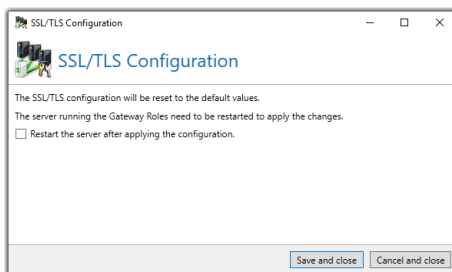 SSL/TLS Configuration
SSL/TLS Configuration
The SSL/TLS configuration will be reset to the default values.
The server running the Gateway Roles need to be restarted to apply the changes.
Restart the server after applying the configuration.
Save and close
Cancel and close